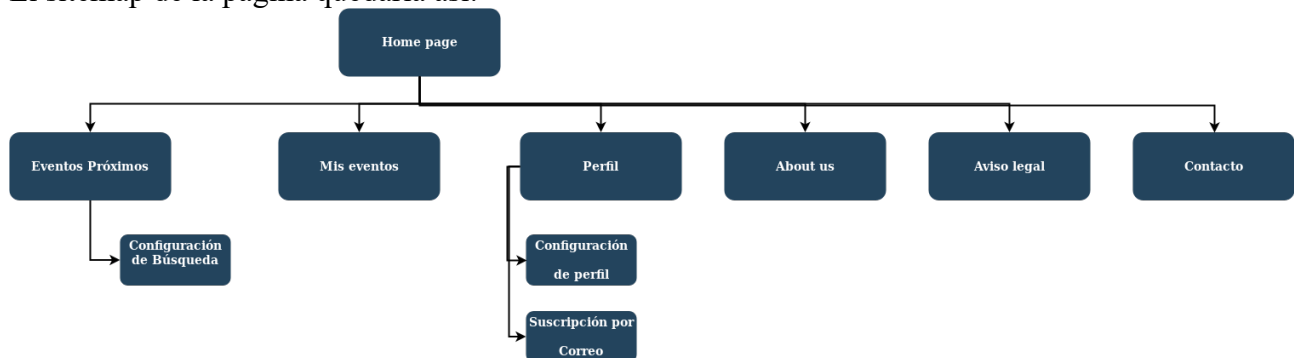 El sitemap de la página quedaría así:
Home page
Eventos Próximos
Mis eventos
Perfil
About us
Aviso legal
Contacto
Configuración
de Búsqueda
Configuración
de perfil
Suscripción por
Correo